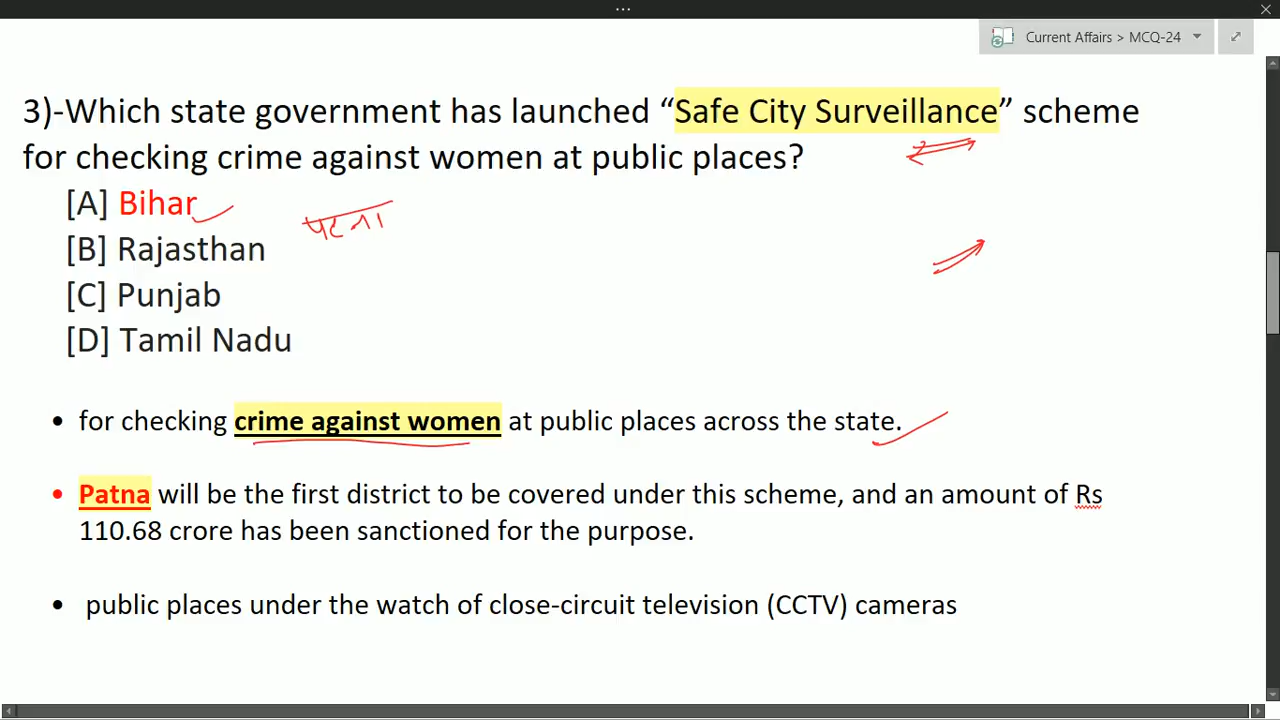 Current Affairs > MCQ-24
3)-Which state government has launched “Safe City Surveillance” scheme
for checking crime against women at public places?
[A] Bihar
पटना
[B] Rajasthan
[C] Punjab
[D] Tamil Nadu
• for checking crime against women at public places across the state.
• Patna will be the first district to be covered under this scheme, and an amount of Rs
110.68 crore has been sanctioned for the purpose.
• public places under the watch of close-circuit television (CCTV) cameras